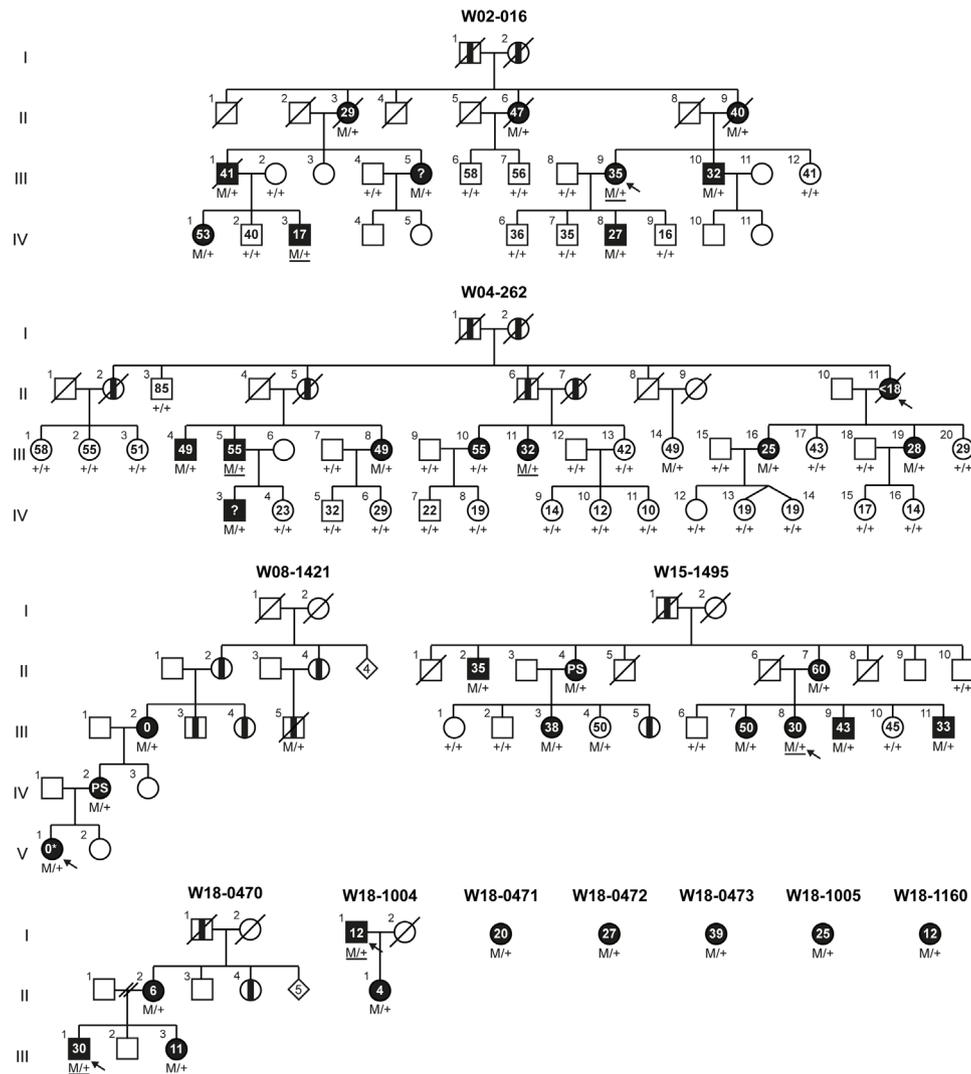 W02-016
I
1 2
II
1 2 3 4 5 6 8 9
29 47 40
M/+ M/+ M/+
III
1 2 3 4 5 6 7 8 9 10 11 12
41 ? 58 56 35 32 41
M/+ +/+ +/+ M/+ +/+ +/+ +/+ M/+ M/+ +/+
IV
1 2 3 4 5 6 7 8 9 10 11
53 40 17 36 35 27 16
M/+ +/+ M/+ +/+ +/+ M/+ +/+
W04-262
I
1 2
II
1 2 3 4 5 6 7 8 9 10 11
85 <18
+/+
III
1 2 3 4 5 6 7 8 9 10 11 12 13 14 15 16 17 18 19 20
58 55 51 49 55 49 55 32 42 49 25 43 28 29
+/+ +/+ +/+ M/+ M/+ +/+ M/+ +/+ +/+ M/+ +/+ +/+ M/+ +/+ M/+ +/+ +/+ M/+ +/+
IV
3 4 5 6 7 8 9 10 11 12 13 14 15 16
? 23 32 29 22 19 14 12 10 19 19 17 14
M/+ +/+ +/+ +/+ +/+ +/+ +/+ +/+ +/+ +/+ +/+ +/+ +/+
W08-1421 W15-1495
I
1 2 1 2
II
1 2 3 4 4 1 2 3 4 5 6 7 8 9 10
35 PS 60
M/+ M/+ M/+ +/+
III
1 2 3 4 5 1 2 3 4 5 6 7 8 9 10 11
0 38 50 50 30 43 45 33
M/+ M/+ +/+ +/+ M/+ M/+ +/+ M/+ M/+ M/+ +/+ M/+
IV
1 2 3
PS
M/+
V
1 2
0*
M/+
W18-0470 W18-1004 W18-0471 W18-0472 W18-0473 W18-1005 W18-1160
I
1 2 1 2
12 20 27 39 25 12
M/+ M/+ M/+ M/+ M/+ M/+
II
1 2 3 4 5 1
6 4
M/+ M/+
III
1 2 3
30 11
M/+ M/+